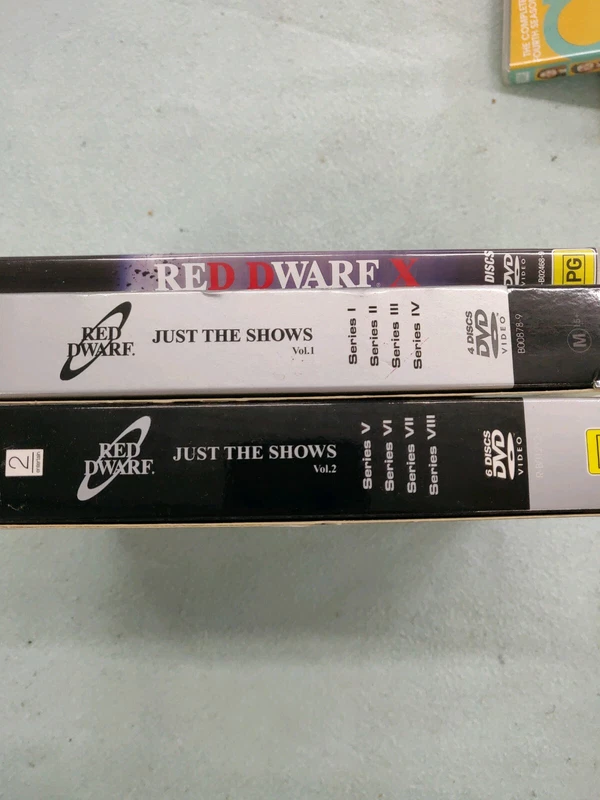 THE COMPLETE
FOURTH SEASON
RED DWARF X
DISCS
DVD
VIDEO
PG
RED
DWARF.
JUST THE SHOWS
Vol.1
Series I
Series II
Series III
Series IV
4 DISCS
DVD
VIDEO
B00878-9
M
2
RED
DWARF.
JUST THE SHOWS
Vol.2
Series V
Series VI
Series VII
Series VIII
6 DISCS
DVD
VIDEO